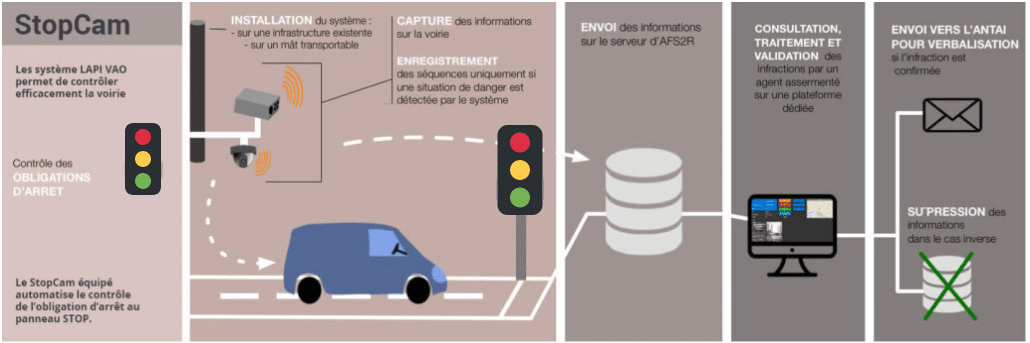 StopCam
Les système LAPI VAO
permet de contrôler
efficacement la voirie
Contrôle des
OBLIGATIONS
D'ARRET
Le StopCam équipé
automatise le contrôle
de l'obligation d'arrêt au
panneau STOP.
INSTALLATION du système :
- sur une infrastructure existente
- sur un mât transportable
CAPTURE des informations
sur la voirie
ENREGISTREMENT
des séquences uniquement si
une situation de danger est
détectée par le système
ENVOI des informations
sur le serveur d'AFS2R
CONSULTATION,
TRAITEMENT ET
VALIDATION des
infractions par un
agent assermenté
sur une plateforme
dédiée
ENVOI VERS L'ANTAI
POUR VERBALISATION
si l'infraction est
confirmée
SU'PRESSION des
informations
dans le cas inverse